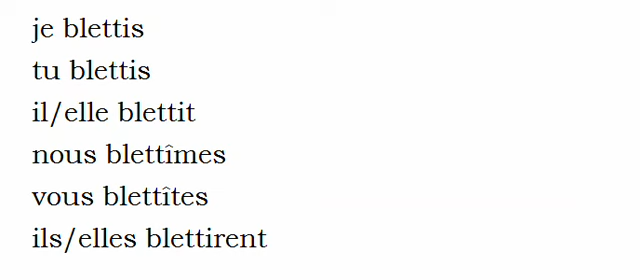 je blettis
tu blettis
il/elle blettit
nous blettîmes
vous blettîtes
ils/elles blettirent